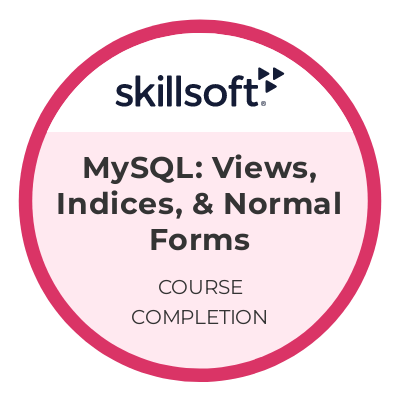 skillsoft®
MySQL: Views,
Indices, & Normal
Forms
COURSE
COMPLETION